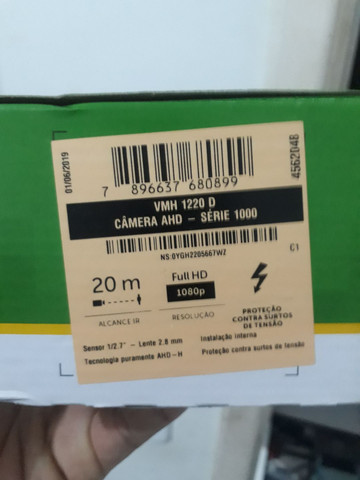 01/06/2019
7 896637 680899
4562048
VMH 1220 D
CÂMERA AHD - SÉRIE 1000
NS:0YGH2205667WZ
C1
20 m
ALCANCE IR
Full HD
1080p
RESOLUÇÃO
PROTEÇÃO
CONTRA SURTOS
DE TENSÃO
Sensor 1/2.7" - Lente 2.8 mm
Tecnologia puramente AHD-H
Instalação interna
Proteção contra surtos de tensão